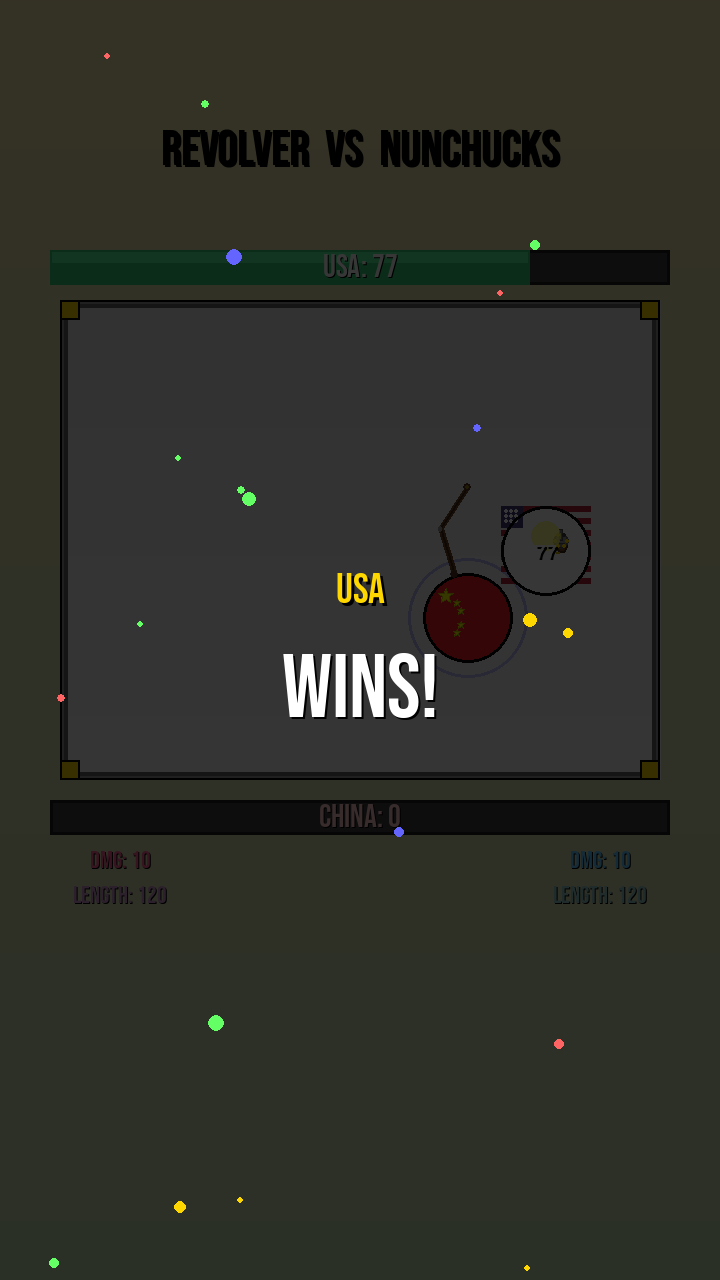 REVOLVER VS NUNCHUCKS
USA: 77
77
USA
WINS!
CHINA: 0
DMG: 10
DMG: 10
LENGTH: 120
LENGTH: 120